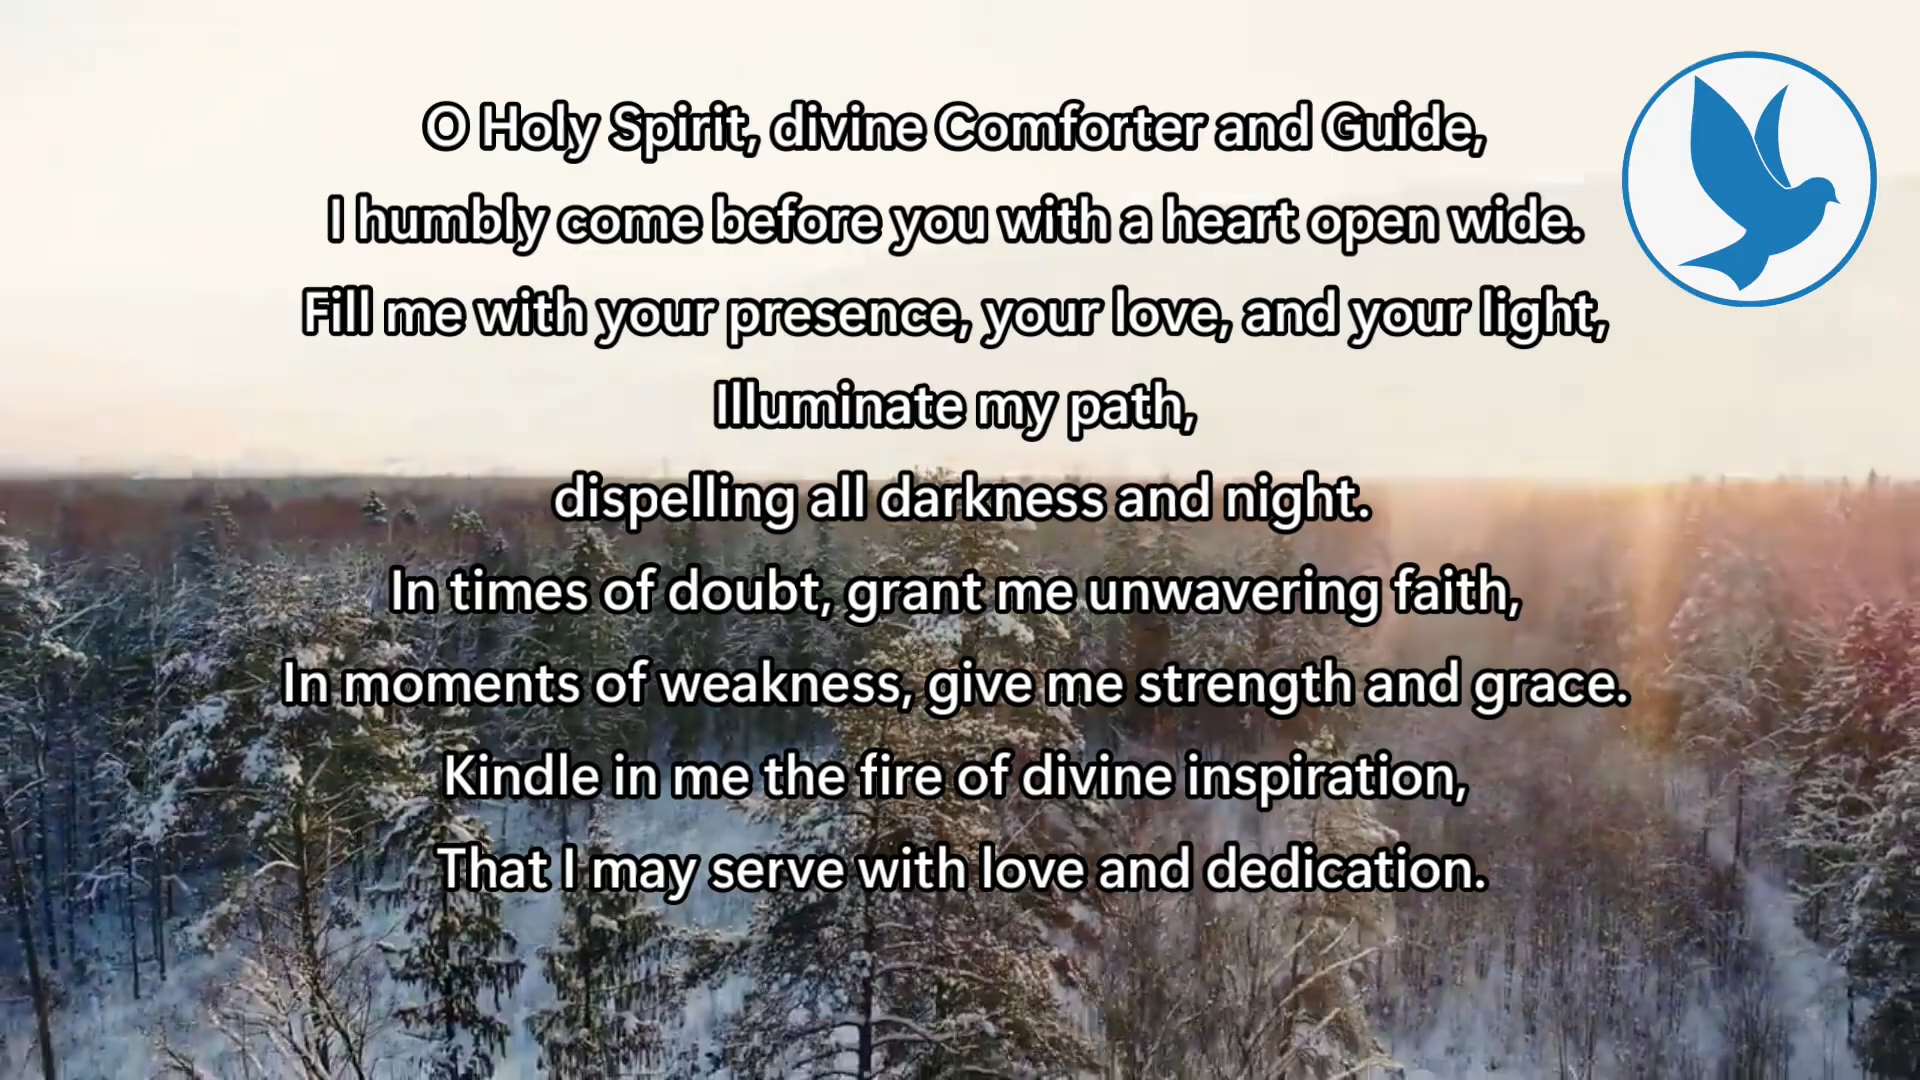 O Holy Spirit, divine Comforter and Guide,
I humbly come before you with a heart open wide.
Fill me with your presence, your love, and your light,
Illuminate my path,
dispelling all darkness and night.
In times of doubt, grant me unwavering faith,
In moments of weakness, give me strength and grace.
Kindle in me the fire of divine inspiration,
That I may serve with love and dedication.